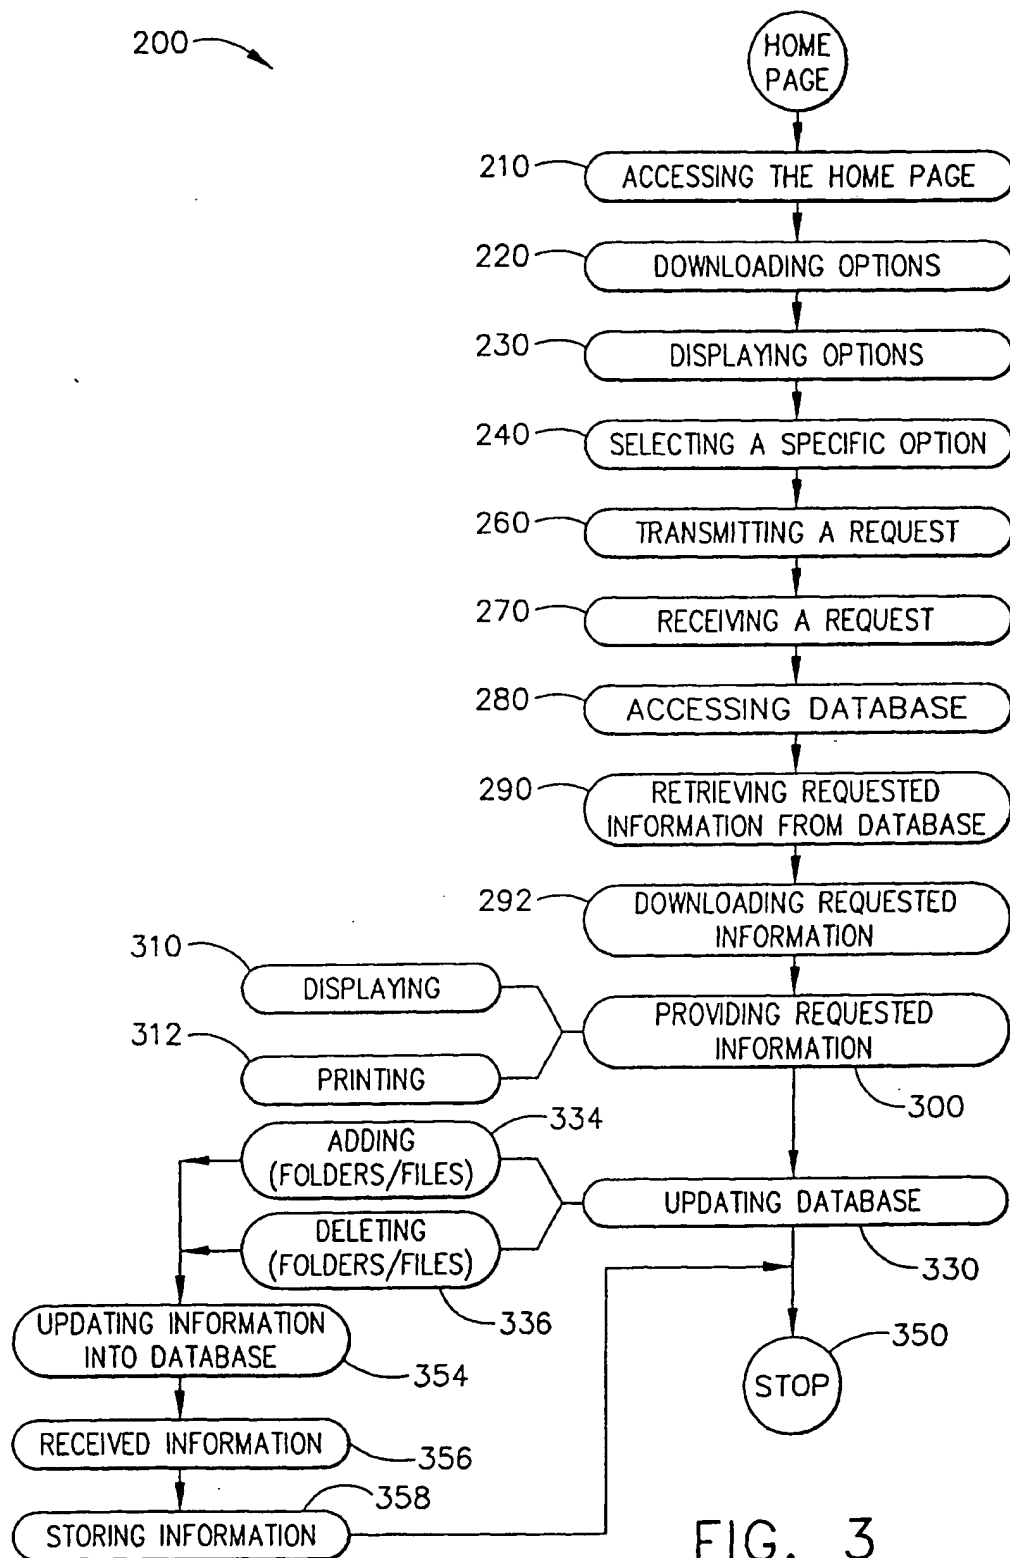 200
HOME
PAGE
210
ACCESSING THE HOME PAGE
220
DOWNLOADING OPTIONS
230
DISPLAYING OPTIONS
240
SELECTING A SPECIFIC OPTION
260
TRANSMITTING A REQUEST
270
RECEIVING A REQUEST
280
ACCESSING DATABASE
290
RETRIEVING REQUESTED
INFORMATION FROM DATABASE
292
DOWNLOADING REQUESTED
INFORMATION
310
DISPLAYING
312
PRINTING
PROVIDING REQUESTED
INFORMATION
300
334
ADDING
(FOLDERS/FILES)
UPDATING DATABASE
330
DELETING
(FOLDERS/FILES)
336
UPDATING INFORMATION
INTO DATABASE
354
350
STOP
RECEIVED INFORMATION
356
358
STORING INFORMATION
FIG. 3